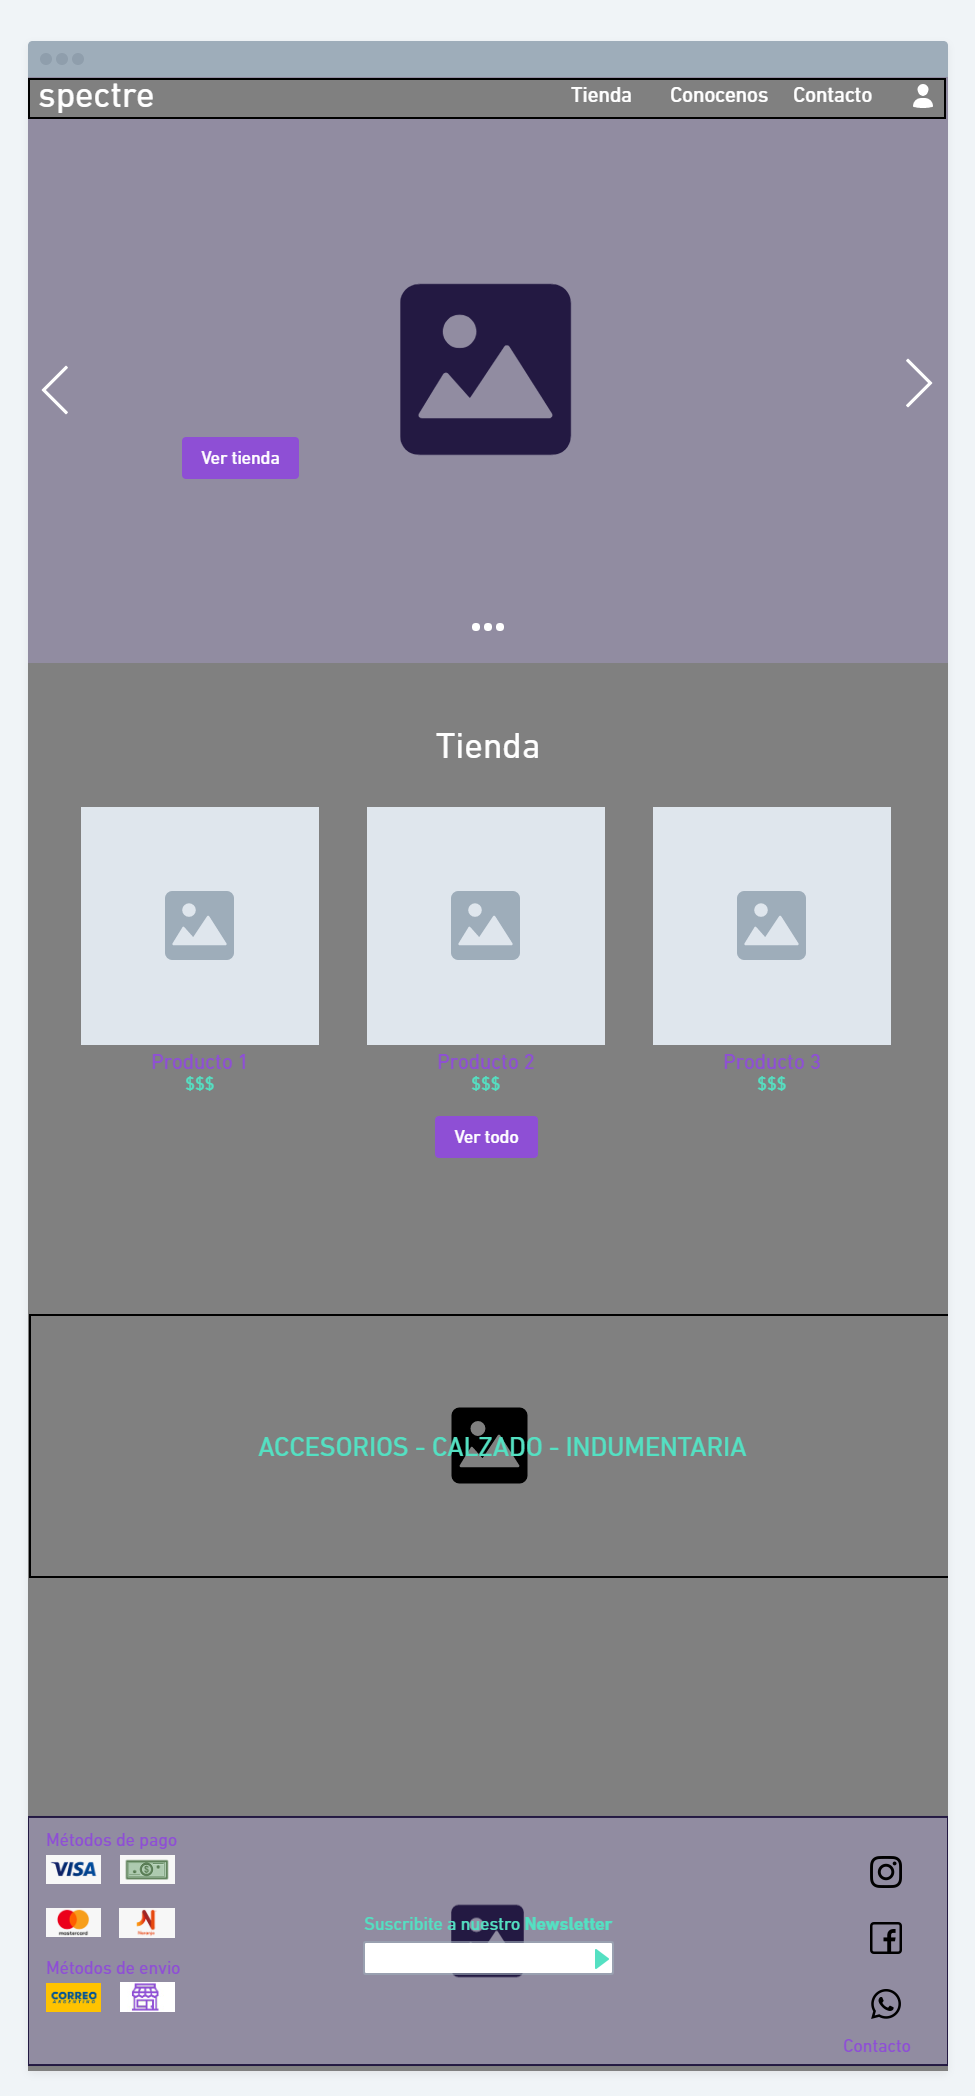 spectre
Tienda Conocenos Contacto
Ver tienda
Tienda
Producto 1
$$$
Producto 2
$$$
Producto 3
$$$
Ver todo
ACCESORIOS - CALZADO - INDUMENTARIA
Métodos de pago
VISA
mastercard
Naranja
Métodos de envio
CORREO
ARGENTINO
Suscribite a nuestro Newsletter
Contacto